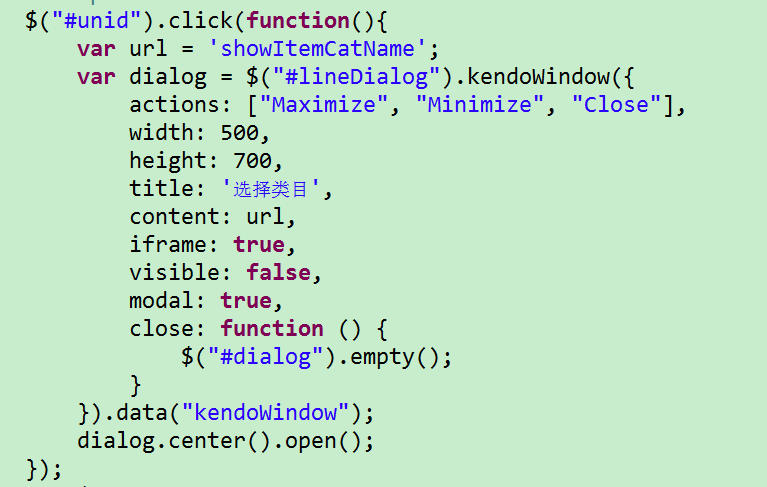 $("#unid").click(function(){
    var url = 'showItemCatName';
    var dialog = $("#lineDialog").kendoWindow({
        actions: ["Maximize", "Minimize", "Close"],
        width: 500,
        height: 700,
        title: '选择类目',
        content: url,
        iframe: true,
        visible: false,
        modal: true,
        close: function () {
            $("#dialog").empty();
        }
    }).data("kendoWindow");
    dialog.center().open();
});